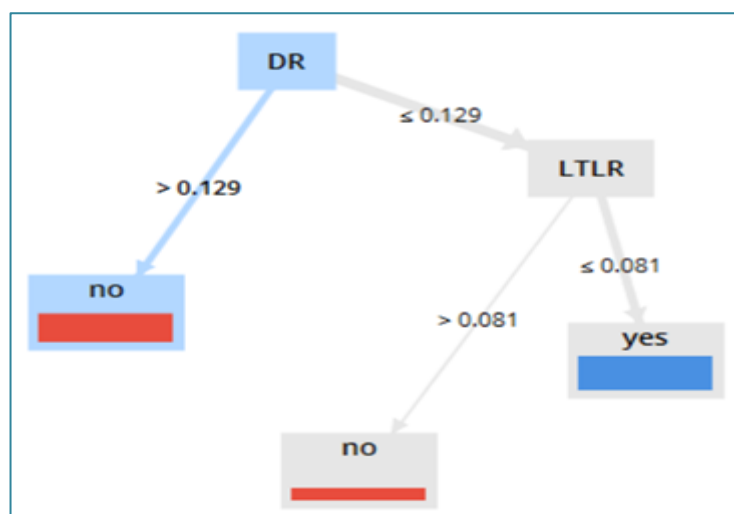 DR
≤ 0.129
LTLR
> 0.129
≤ 0.081
no
> 0.081
yes
no